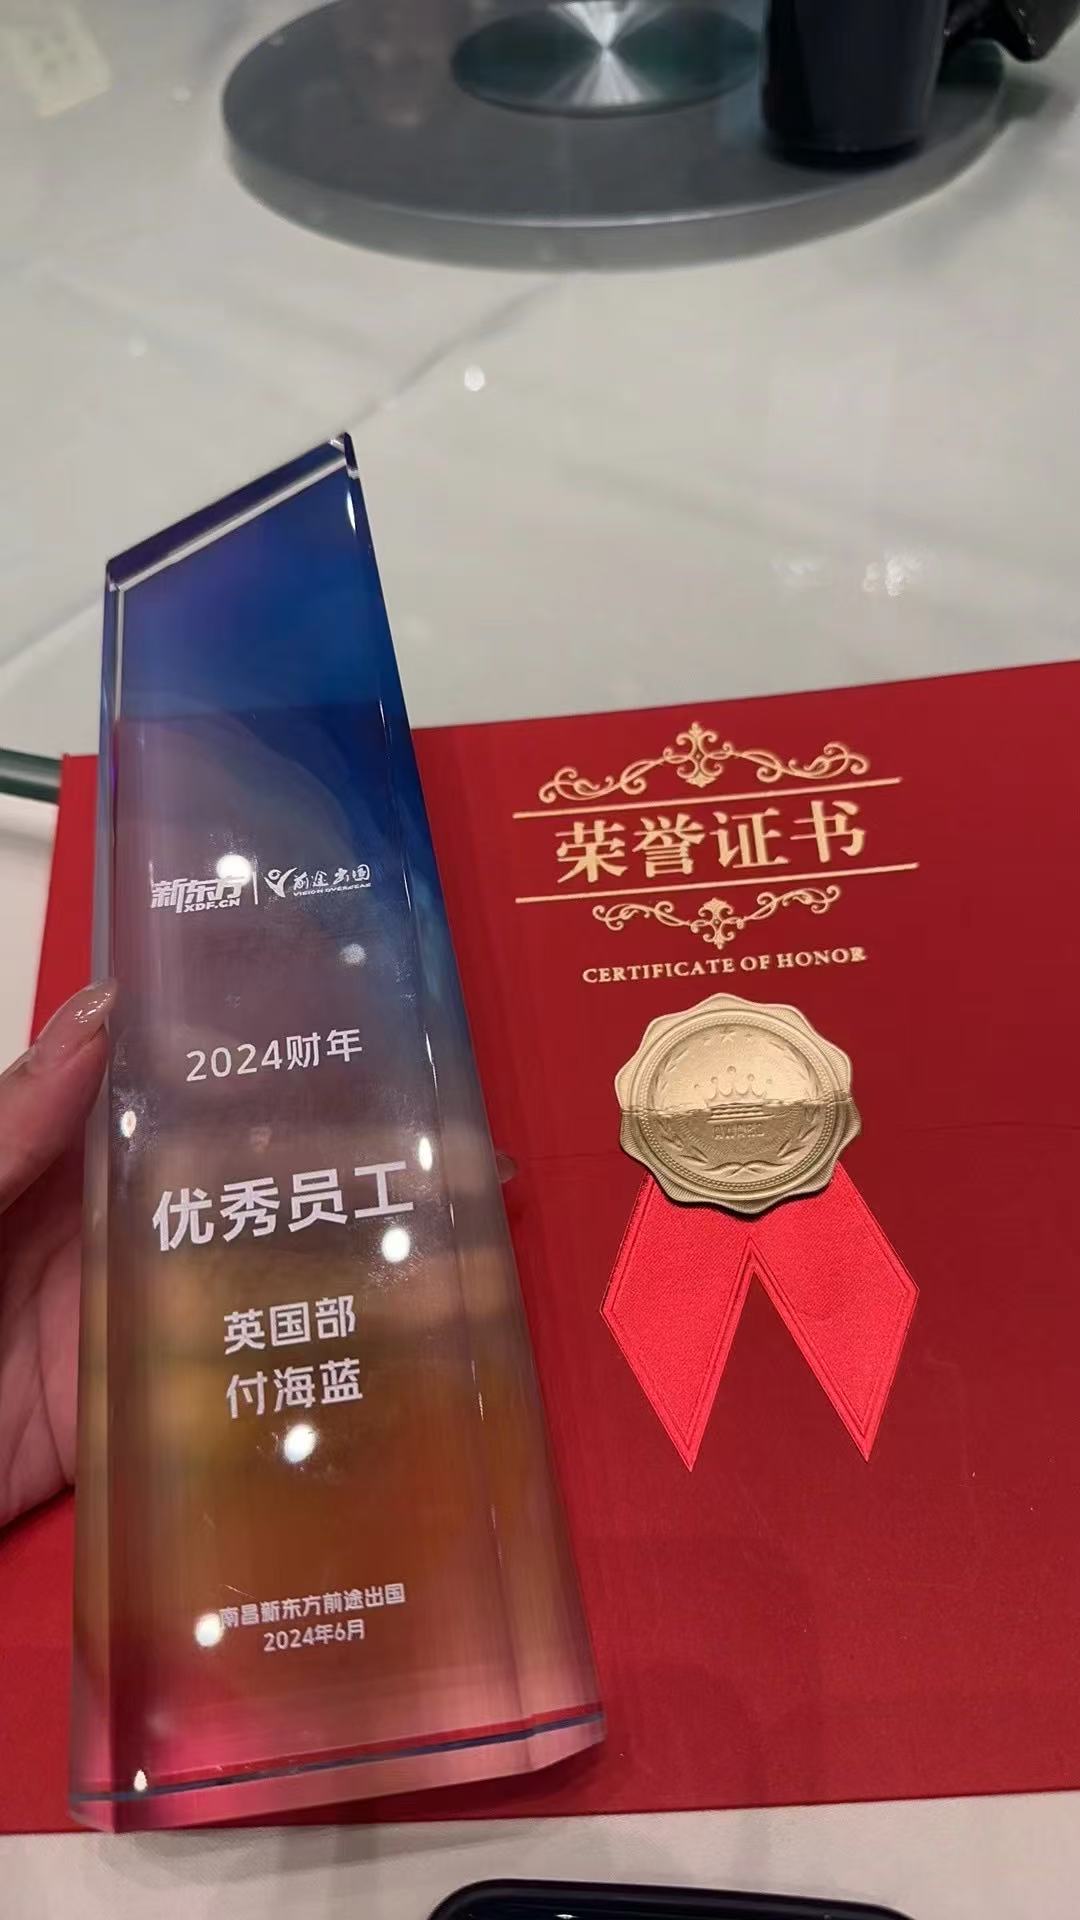 新东方
XDF.CN
前途出国
VISION OVERSEAS
2024财年
优秀员工
英国部
付海蓝
南昌新东方前途出国
2024年6月
荣誉证书
CERTIFICATE OF HONOR
AWARD